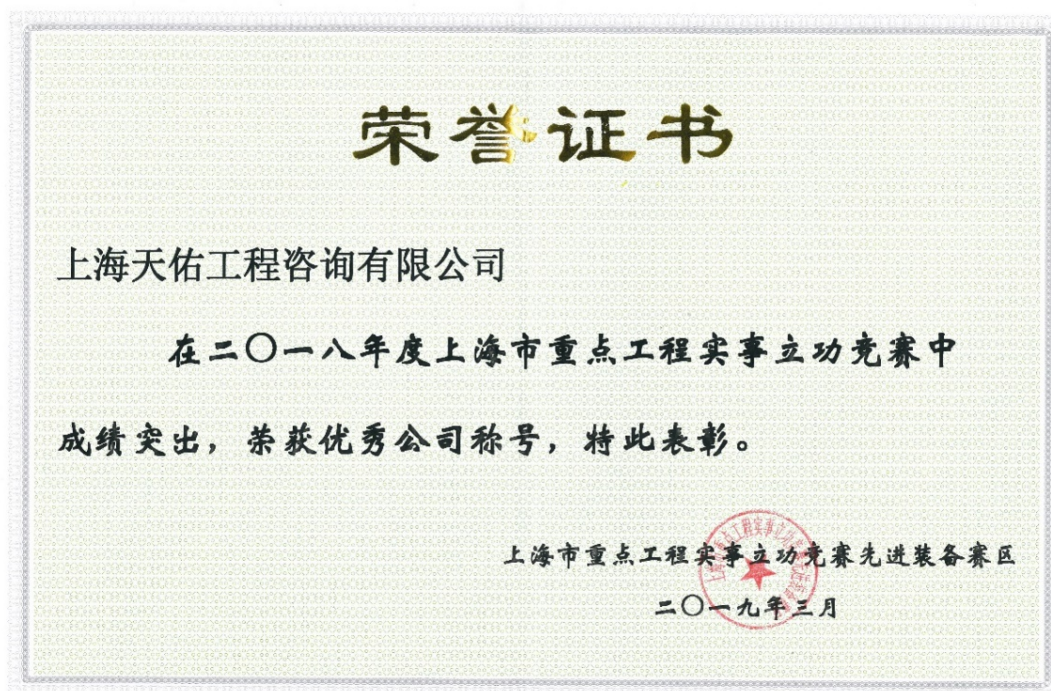 荣誉证书
上海天佑工程咨询有限公司
在二〇一八年度上海市重点工程实事立功竞赛中
成绩突出，荣获优秀公司称号，特此表彰。
上海市重点工程实事立功竞赛先进装备赛区
二〇一九年三月